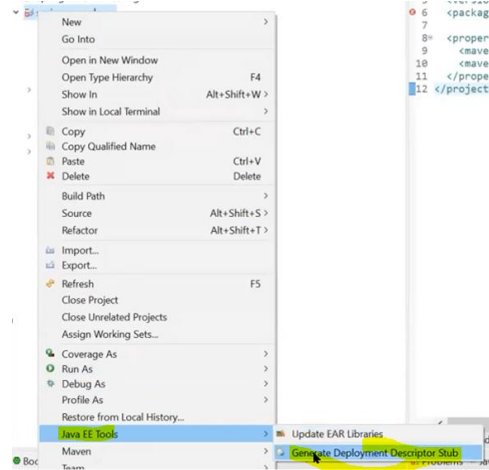 New
Go Into
Open in New Window
Open Type Hierarchy F4
Show In Alt+Shift+W >
Show in Local Terminal
Copy Ctrl+C
Copy Qualified Name
Paste Ctrl+V
Delete Delete
Build Path
Source Alt+Shift+S >
Refactor Alt+Shift+T >
Import...
Export...
Refresh F5
Close Project
Close Unrelated Projects
Assign Working Sets...
Coverage As
Run As
Debug As
Profile As
Restore from Local History...
Java EE Tools
Maven
Team
Update EAR Libraries
Generate Deployment Descriptor Stub
6 <packag
7
8 <proper
9 <mave
10 <mave
11 </prope
12 </project
Boo
Problems